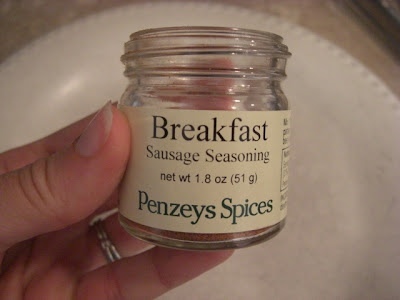 Breakfast
Sausage Seasoning
net wt 1.8 oz (51 g)
Penzeys Spices